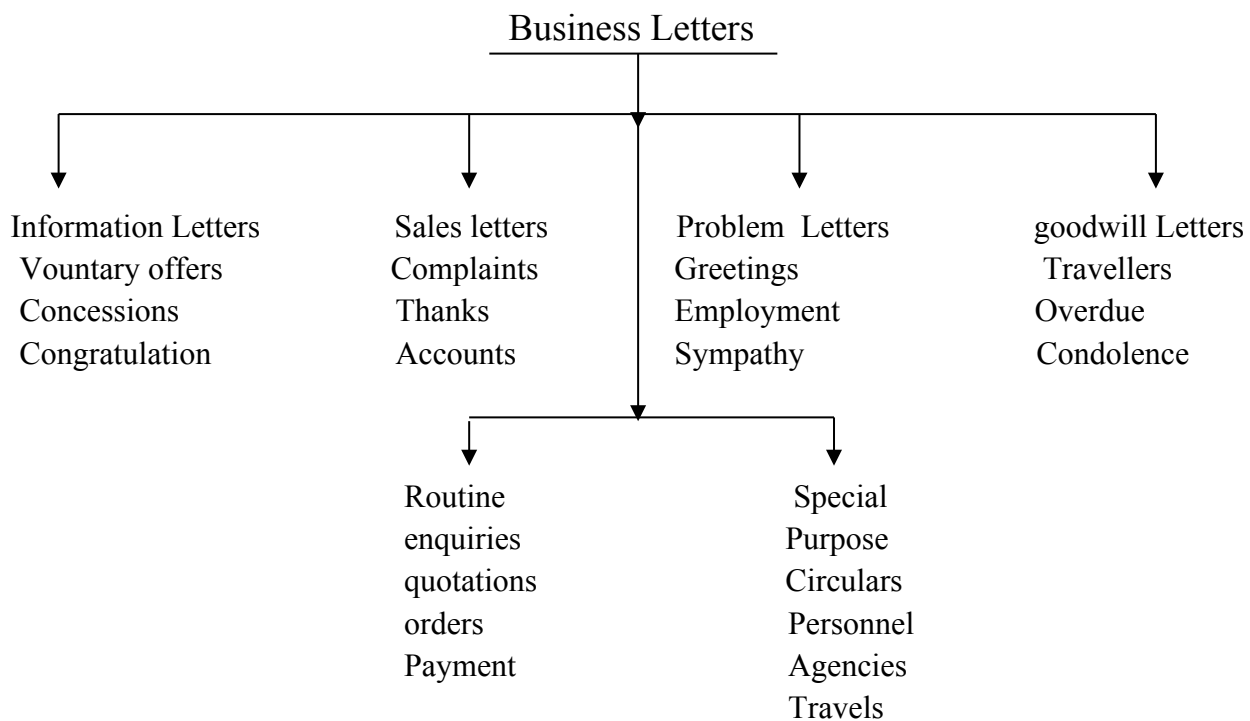 Business Letters
Information Letters
Vountary offers
Concessions
Congratulation
Sales letters
Complaints
Thanks
Accounts
Problem Letters
Greetings
Employment
Sympathy
goodwill Letters
Travellers
Overdue
Condolence
Routine
enquiries
quotations
orders
Payment
Special
Purpose
Circulars
Personnel
Agencies
Travels